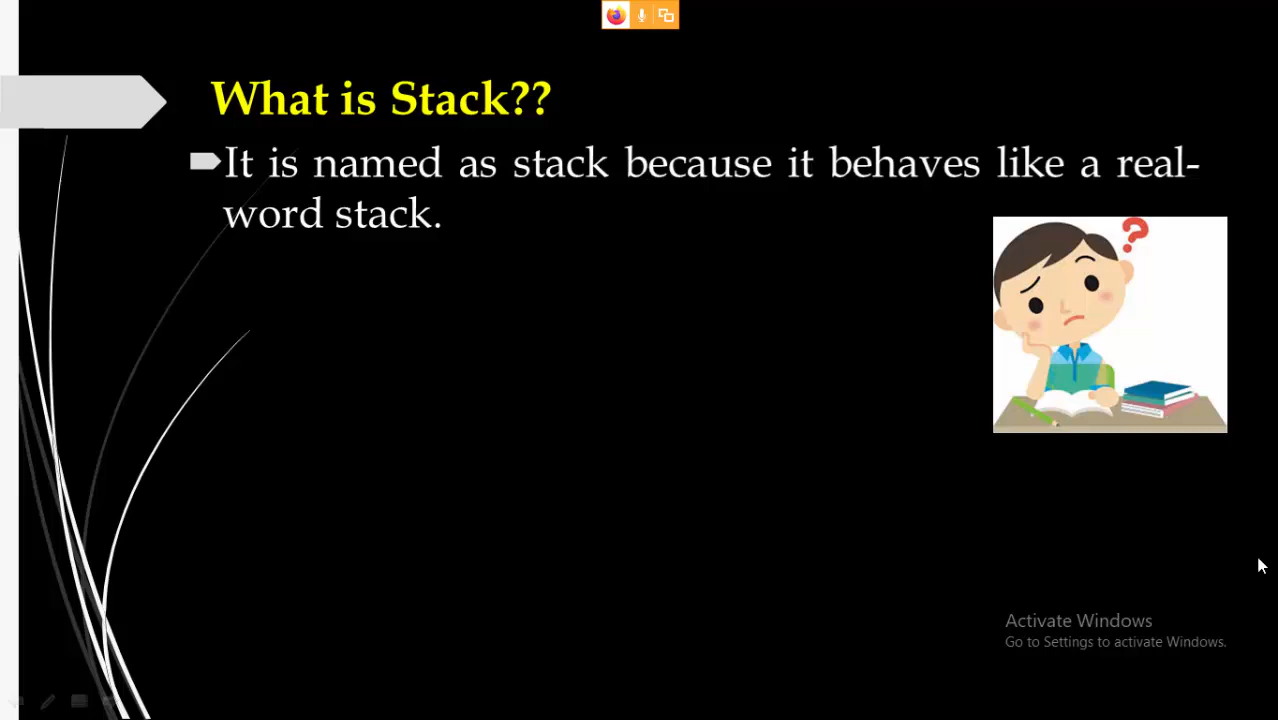 What is Stack??
It is named as stack because it behaves like a real-
word stack.
?
Activate Windows
Go to Settings to activate Windows.